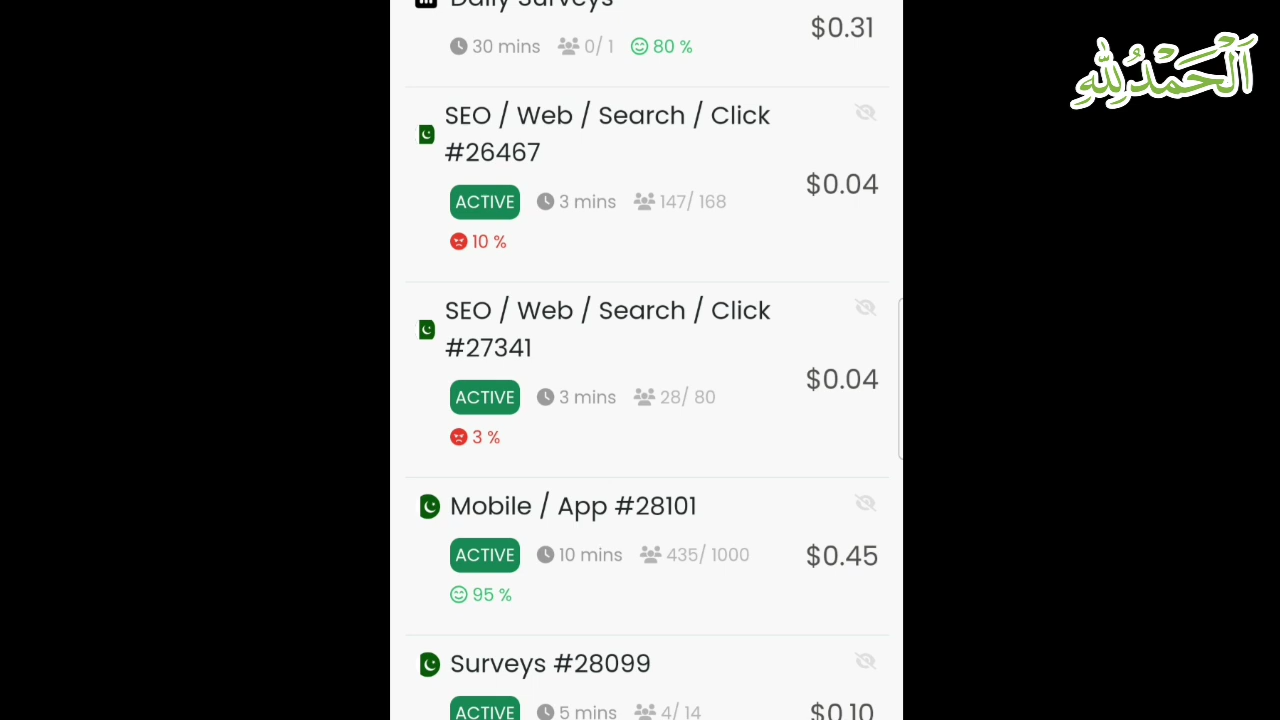 Daily Surveys
$0.31
30 mins 0/ 1 80 %
SEO / Web / Search / Click
#26467
$0.04
ACTIVE 3 mins 147/ 168
10 %
SEO / Web / Search / Click
#27341
$0.04
ACTIVE 3 mins 28/ 80
3 %
Mobile / App #28101
ACTIVE 10 mins 435/ 1000
$0.45
95 %
Surveys #28099
ACTIVE 5 mins 4/ 14
$0.10
اَلْحَمْدُلِلّٰهِ